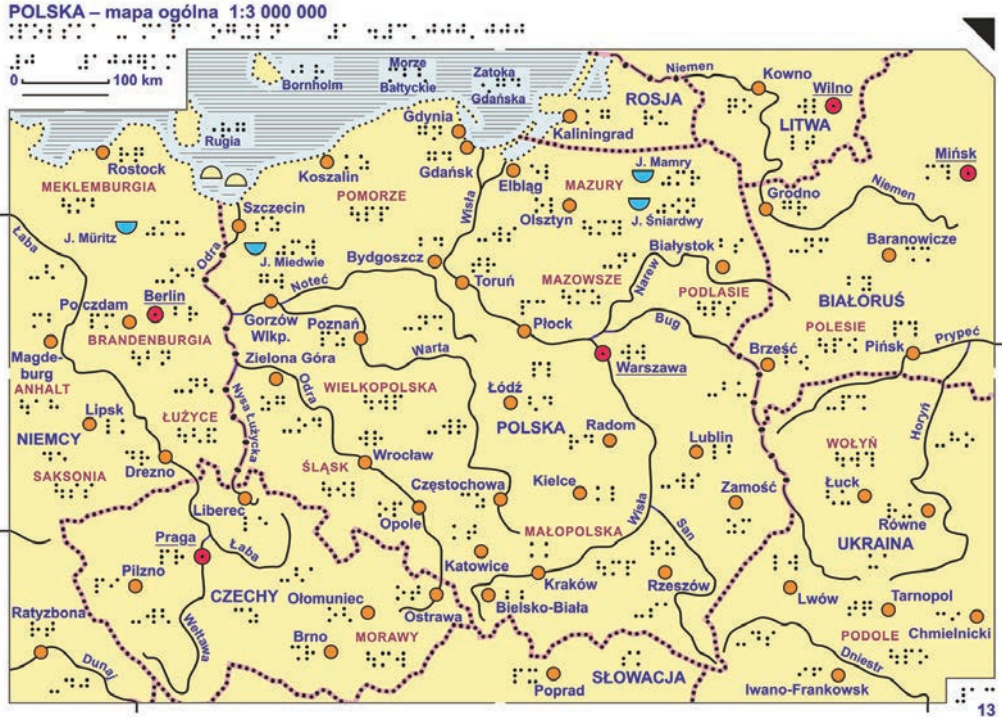 POLSKA – mapa ogólna 1:3 000 000
0 100 km
Bornholm
Morze
Bałtyckie
Zatoka
Gdańska
Niemen
Kowno
Wilno
ROSJA
LITWA
Gdynia
Kaliningrad
Rugia
Rostock
Koszalin
Gdańsk
Elbląg
MAZURY
J. Mamry
Mińsk
MEKLEMBURGIA
POMORZE
Olsztyn
J. Śniardwy
Grodno
Niemen
Łaba
J. Müritz
Szczecin
Wisła
Odra
J. Miedwie
Bydgoszcz
Białystok
Baranowicze
Noteć
Toruń
MAZOWSZE
Narew
PODLASIE
BIAŁORUŚ
Poczdam
Berlin
Gorzów
Wlkp.
Poznań
Płock
Bug
POLESIE
Pińsk
Prypeć
BRANDENBURGIA
Magde-
burg
Zielona Góra
Warta
Warszawa
Brześć
ANHALT
Nysa Łużycka
Odra
WIELKOPOLSKA
Łódź
Horyń
Lipsk
ŁUŻYCE
POLSKA
Radom
NIEMCY
Lublin
WOŁYŃ
Drezno
Wrocław
SAKSONIA
ŚLĄSK
Częstochowa
Kielce
Zamość
Łuck
Liberec
Opole
Wisła
Równe
Praga
Łaba
MAŁOPOLSKA
San
UKRAINA
Katowice
Pilzno
Kraków
Rzeszów
CZECHY
Ołomuniec
Ostrawa
Bielsko-Biała
Lwów
Tarnopol
Ratyzbona
Wełtawa
Brno
MORAWY
PODOLE
Chmielnicki
Dunaj
SŁOWACJA
Dniestr
Poprad
Iwano-Frankowsk
13